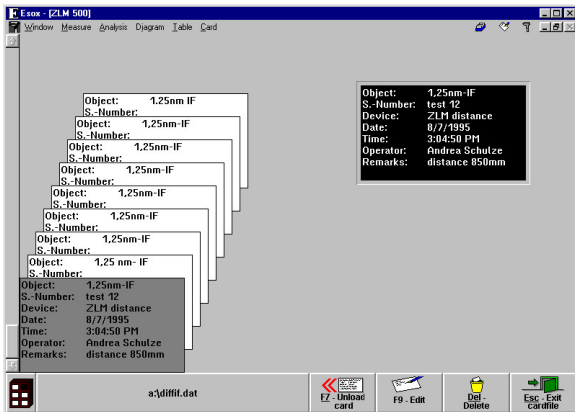 Esox - [ZLM 500]
Window Measure Analysis Djagram Table Card
Object: 1.25nm IF
S.-Number:
Object: 1,25nm-IF
S.-Number:
Object: 1,25nm-IF
S.-Number:
Object: 1,25nm-IF
S.-Number:
Object: 1,25nm-IF
S.-Number:
Object: 1,25nm-IF
S.-Number:
Object: 1,25nm-IF
S.-Number:
Object: 1,25 nm- IF
S.-Number:
Object: 1,25nm-IF
S.-Number: test 12
Device: ZLM distance
Date: 8/7/1995
Time: 3:04:50 PM
Operator: Andrea Schulze
Remarks: distance 850mm
Object: 1,25nm-IF
S.-Number: test 12
Device: ZLM distance
Date: 8/7/1995
Time: 3:04:50 PM
Operator: Andrea Schulze
Remarks: distance 850mm
a:\diffif.dat
F7 - Unload
card
F9 - Edit
Del -
Delete
Esc - Exit
cardfile